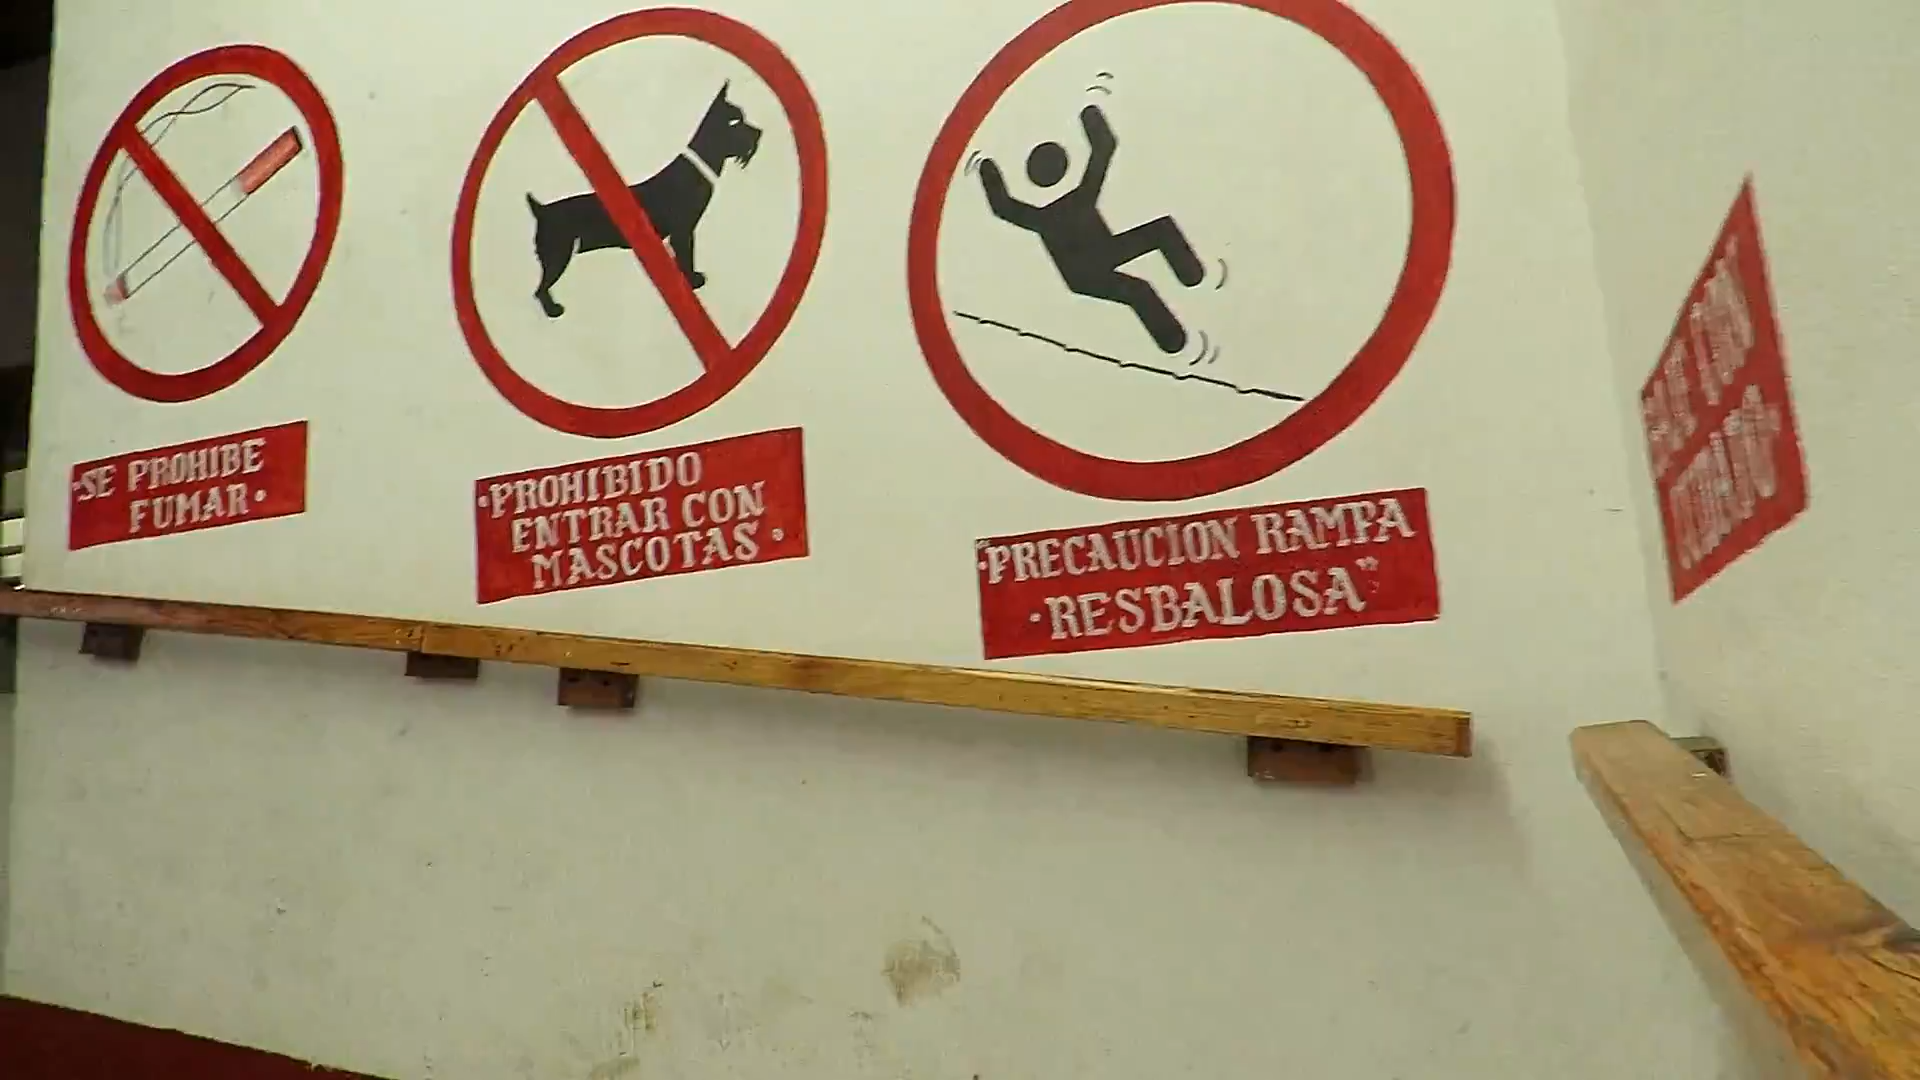 ·SE PROHIBE
FUMAR·
·PROHIBIDO
ENTRAR CON
MASCOTAS·
"PRECAUCION RAMPA
·RESBALOSA"